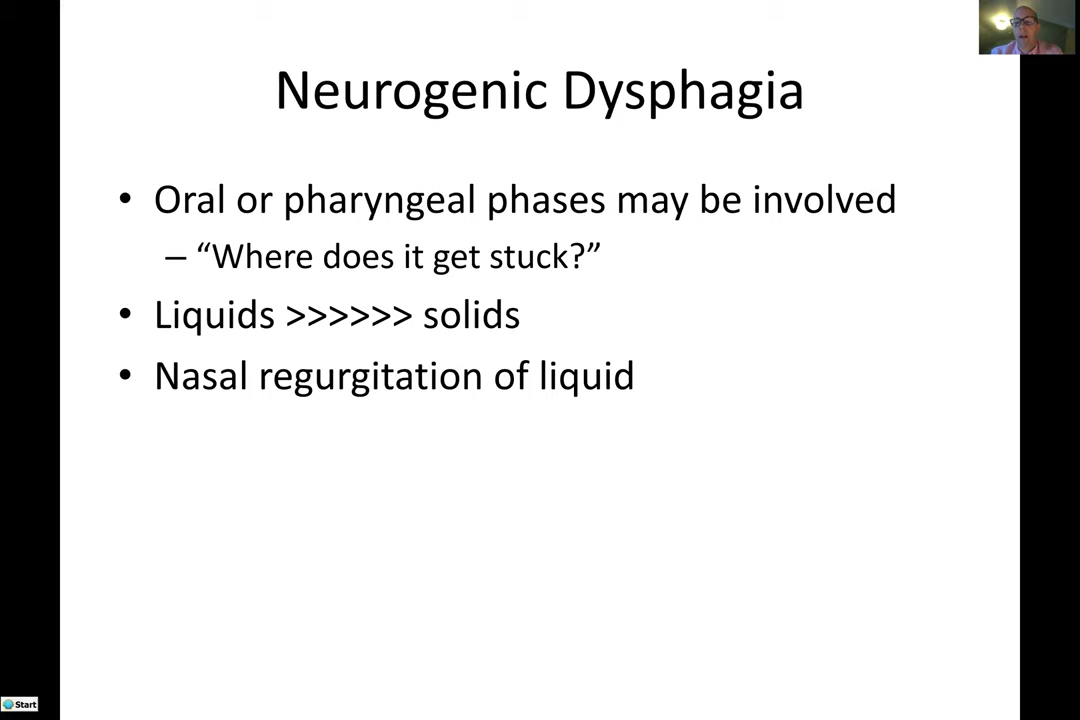 Neurogenic Dysphagia
• Oral or pharyngeal phases may be involved
– “Where does it get stuck?”
• Liquids >>>>>> solids
• Nasal regurgitation of liquid
Start